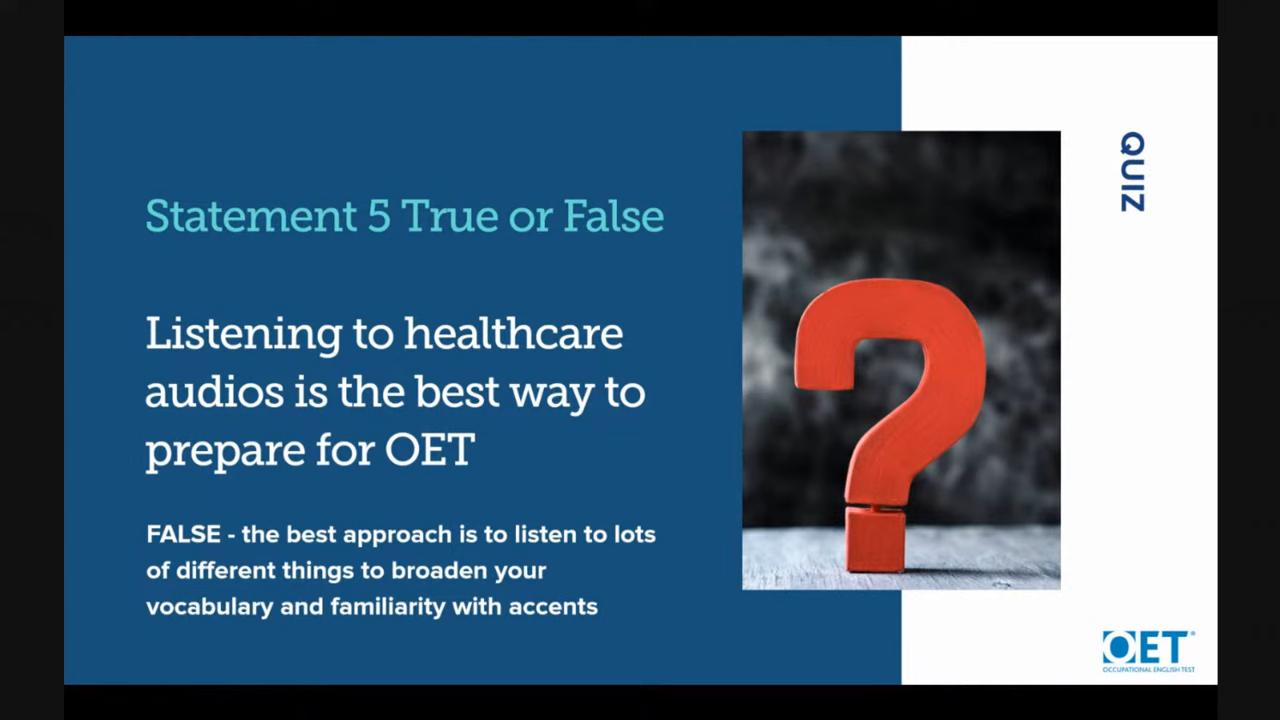 Statement 5 True or False
Listening to healthcare
audios is the best way to
prepare for OET
FALSE - the best approach is to listen to lots
of different things to broaden your
vocabulary and familiarity with accents
QUIZ
OET®
OCCUPATIONAL ENGLISH TEST